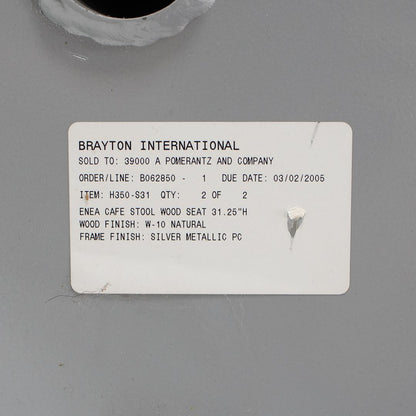 BRAYTON INTERNATIONAL
SOLD TO: 39000 A POMERANTZ AND COMPANY
ORDER/LINE: B062850 - 1 DUE DATE: 03/02/2005
ITEM: H350-S31 QTY: 2 OF 2
ENEA CAFE STOOL WOOD SEAT 31.25"H
WOOD FINISH: W-10 NATURAL
FRAME FINISH: SILVER METALLIC PC